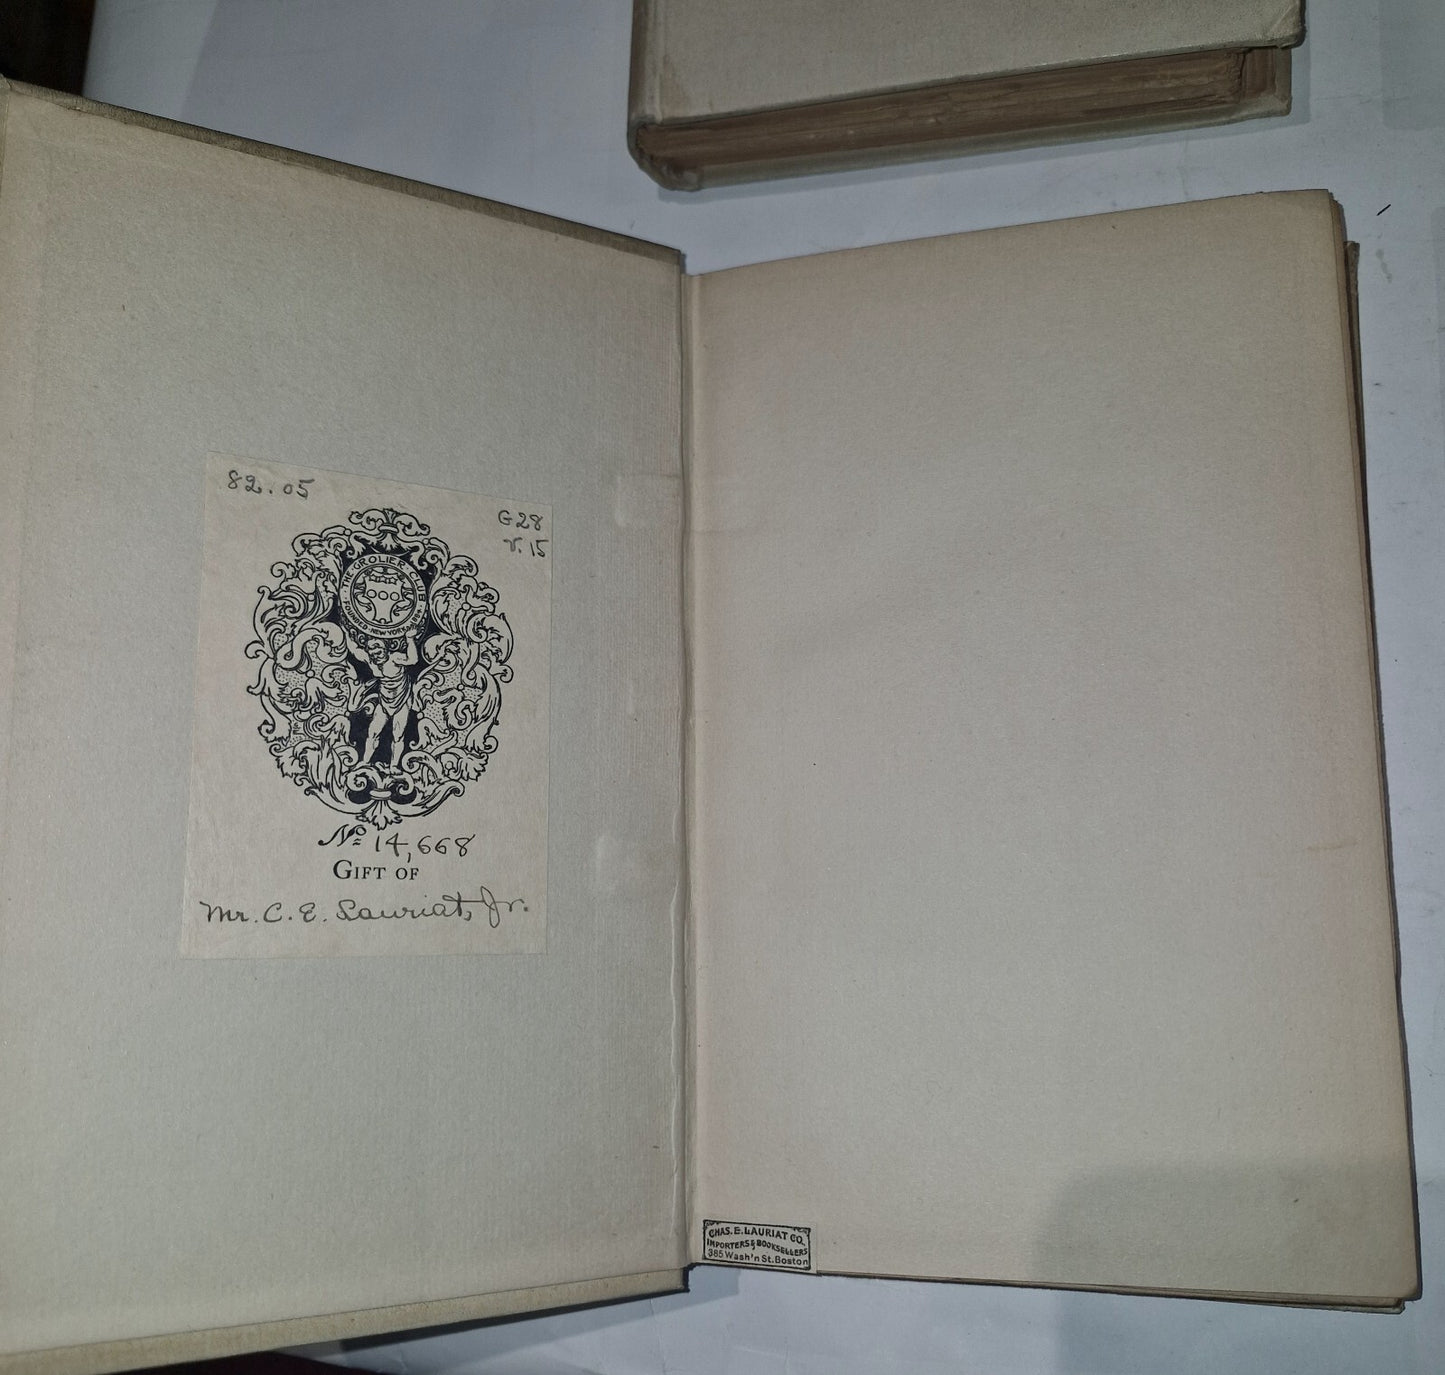 82.05
G28
v.15
THE · GROLIER · CLUB
FOUNDED · NEW YORK
№ 14,668
GIFT OF
Mr. C. E. Lauriat, Jr.
CHAS. E. LAURIAT CO.
IMPORTERS & BOOKSELLERS
385 Wash'n St. Boston